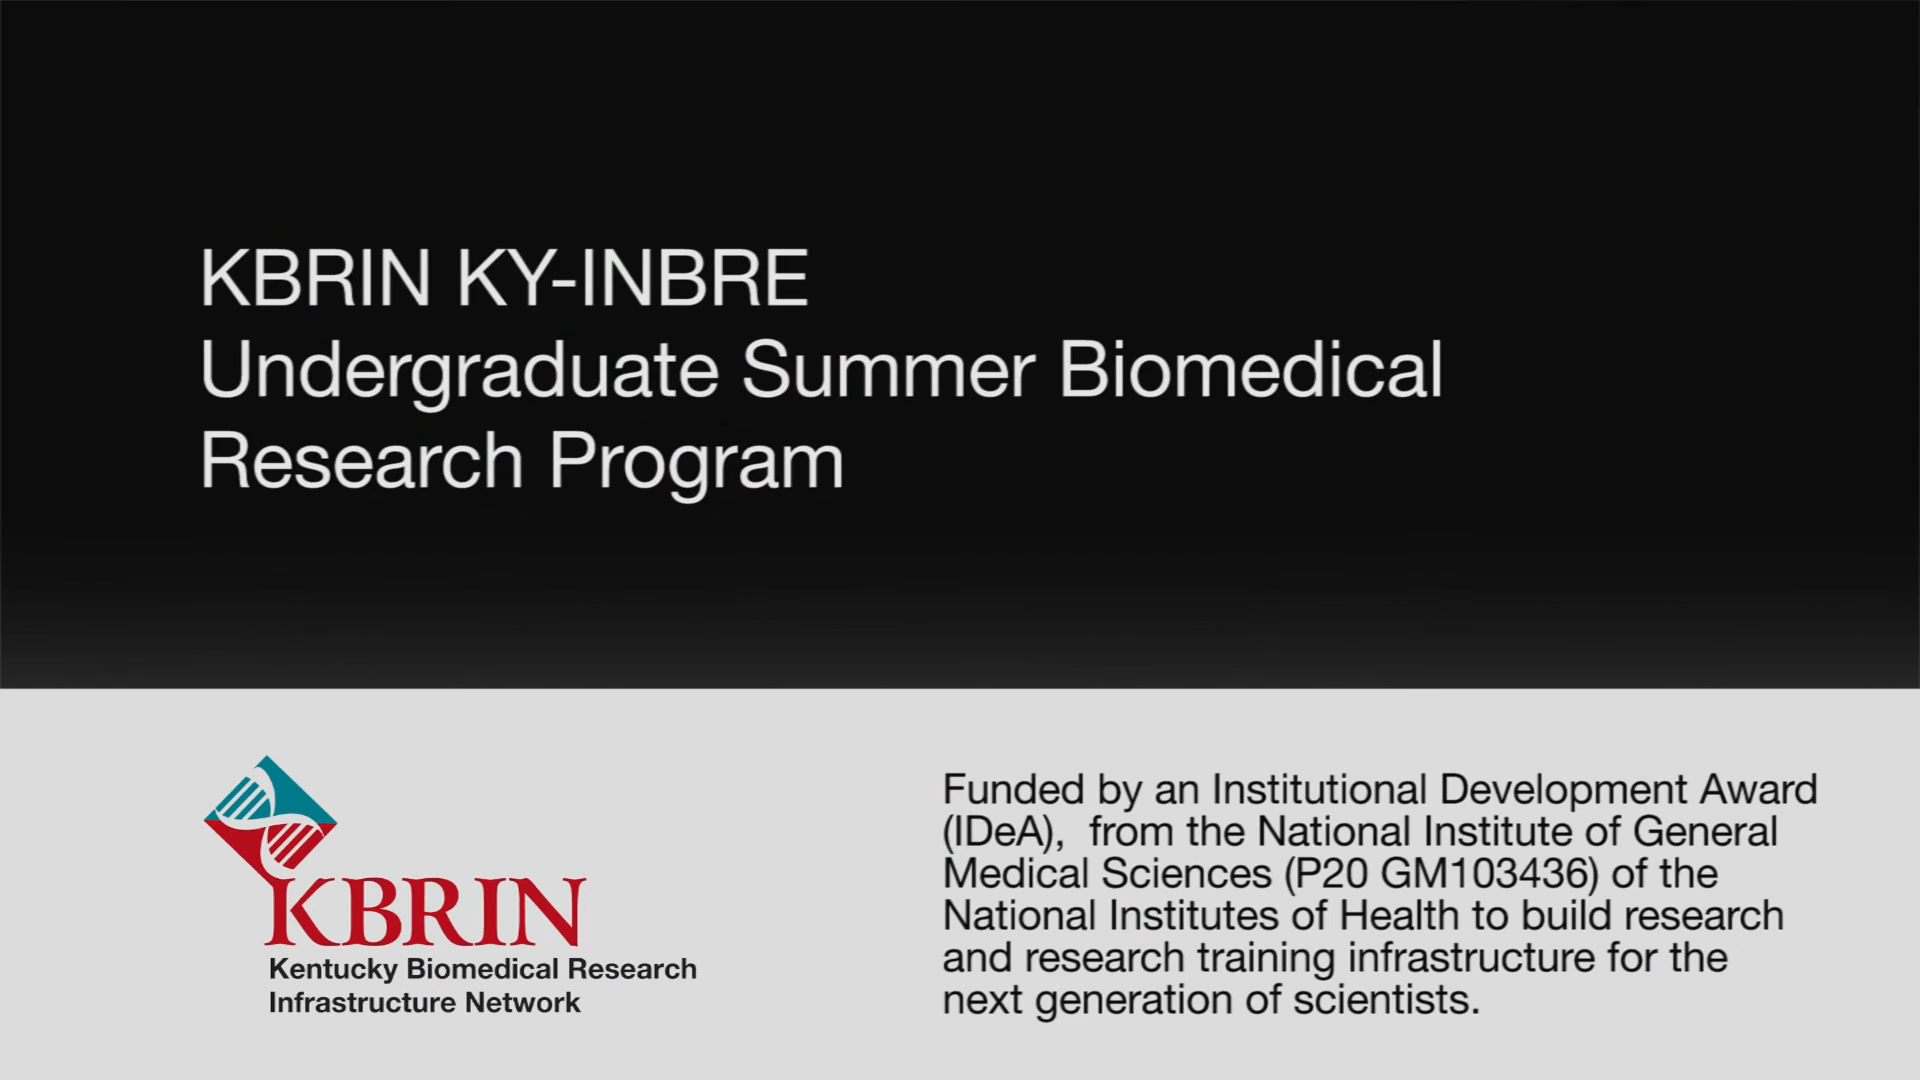 KBRIN KY-INBRE
Undergraduate Summer Biomedical
Research Program
KBRIN
Kentucky Biomedical Research
Infrastructure Network
Funded by an Institutional Development Award
(IDeA),  from the National Institute of General
Medical Sciences (P20 GM103436) of the
National Institutes of Health to build research
and research training infrastructure for the
next generation of scientists.